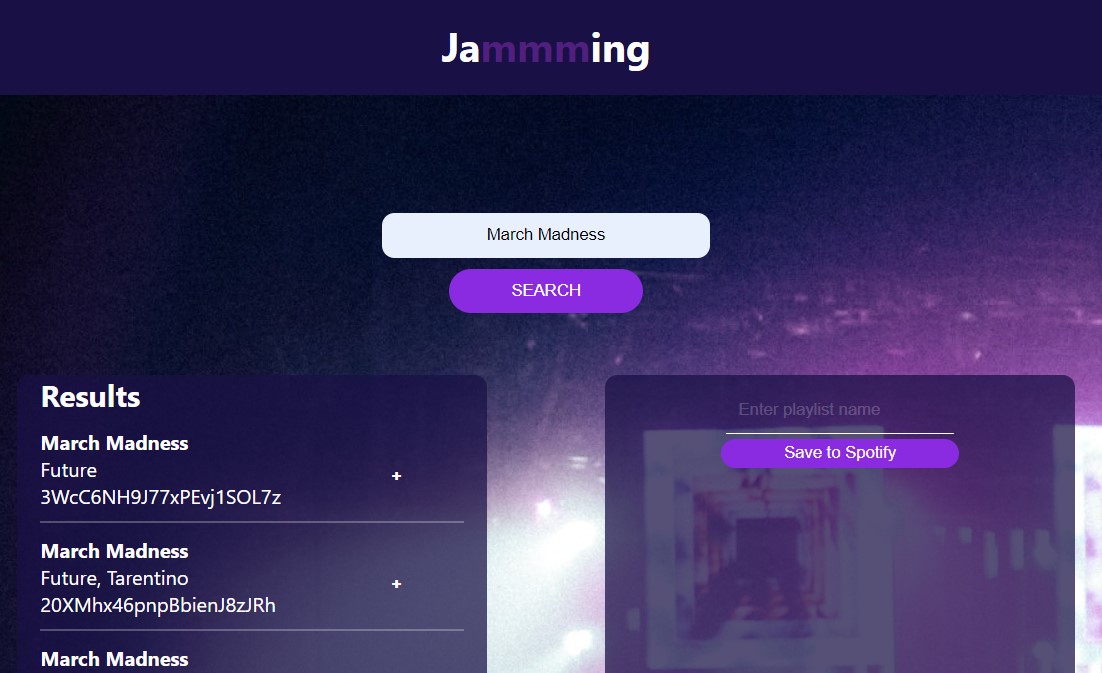 Jammming
March Madness
SEARCH
Results
March Madness
Future
3WcC6NH9J77xPEvj1SOL7z
+
March Madness
Future, Tarentino
20XMhx46pnpBbienJ8zJRh
+
March Madness
Enter playlist name
Save to Spotify